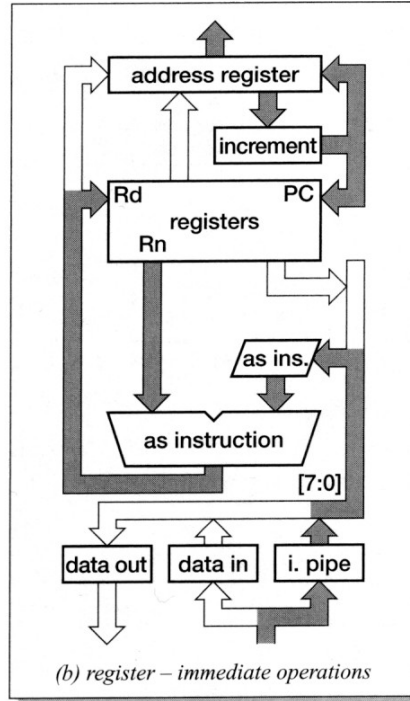 address register
increment
Rd PC
registers
Rn
as ins.
as instruction
[7:0]
data out data in i. pipe
(b) register – immediate operations